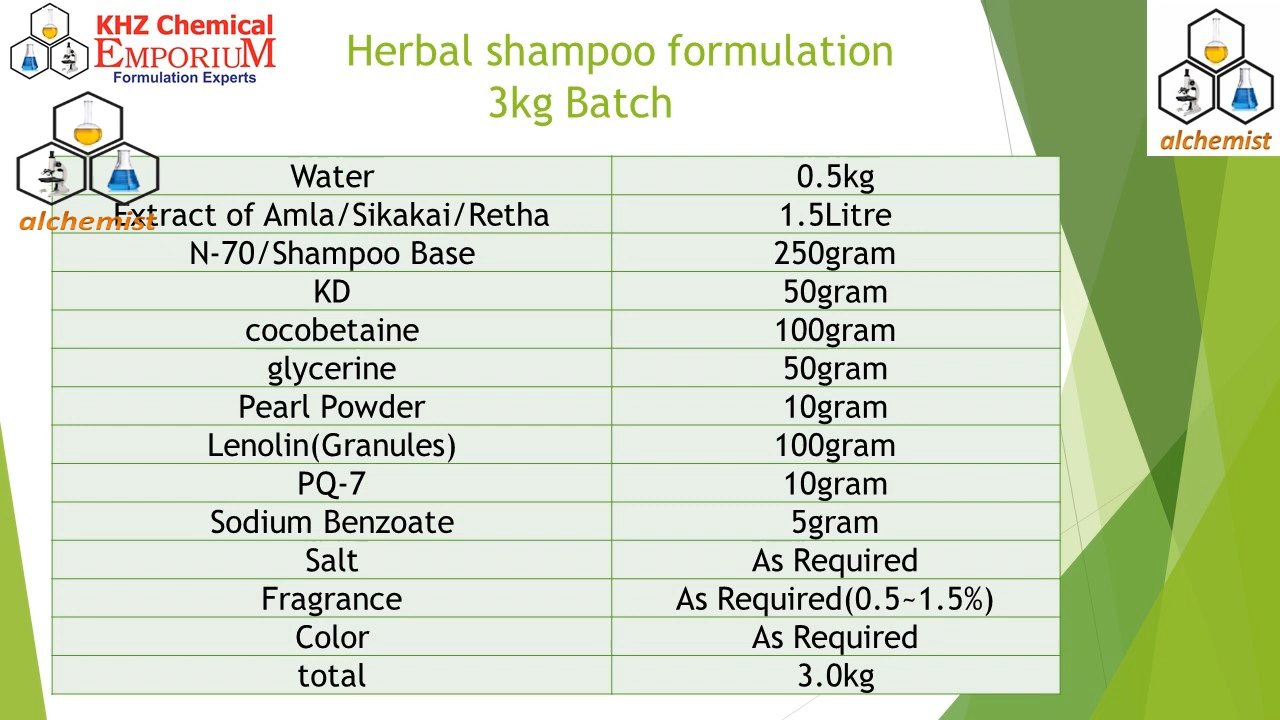 KHZ Chemical
EMPORIUM
Formulation Experts
Herbal shampoo formulation
3kg Batch
alchemist
alchemist
Water 0.5kg
Extract of Amla/Sikakai/Retha 1.5Litre
N-70/Shampoo Base 250gram
KD 50gram
cocobetaine 100gram
glycerine 50gram
Pearl Powder 10gram
Lenolin(Granules) 100gram
PQ-7 10gram
Sodium Benzoate 5gram
Salt As Required
Fragrance As Required(0.5~1.5%)
Color As Required
total 3.0kg